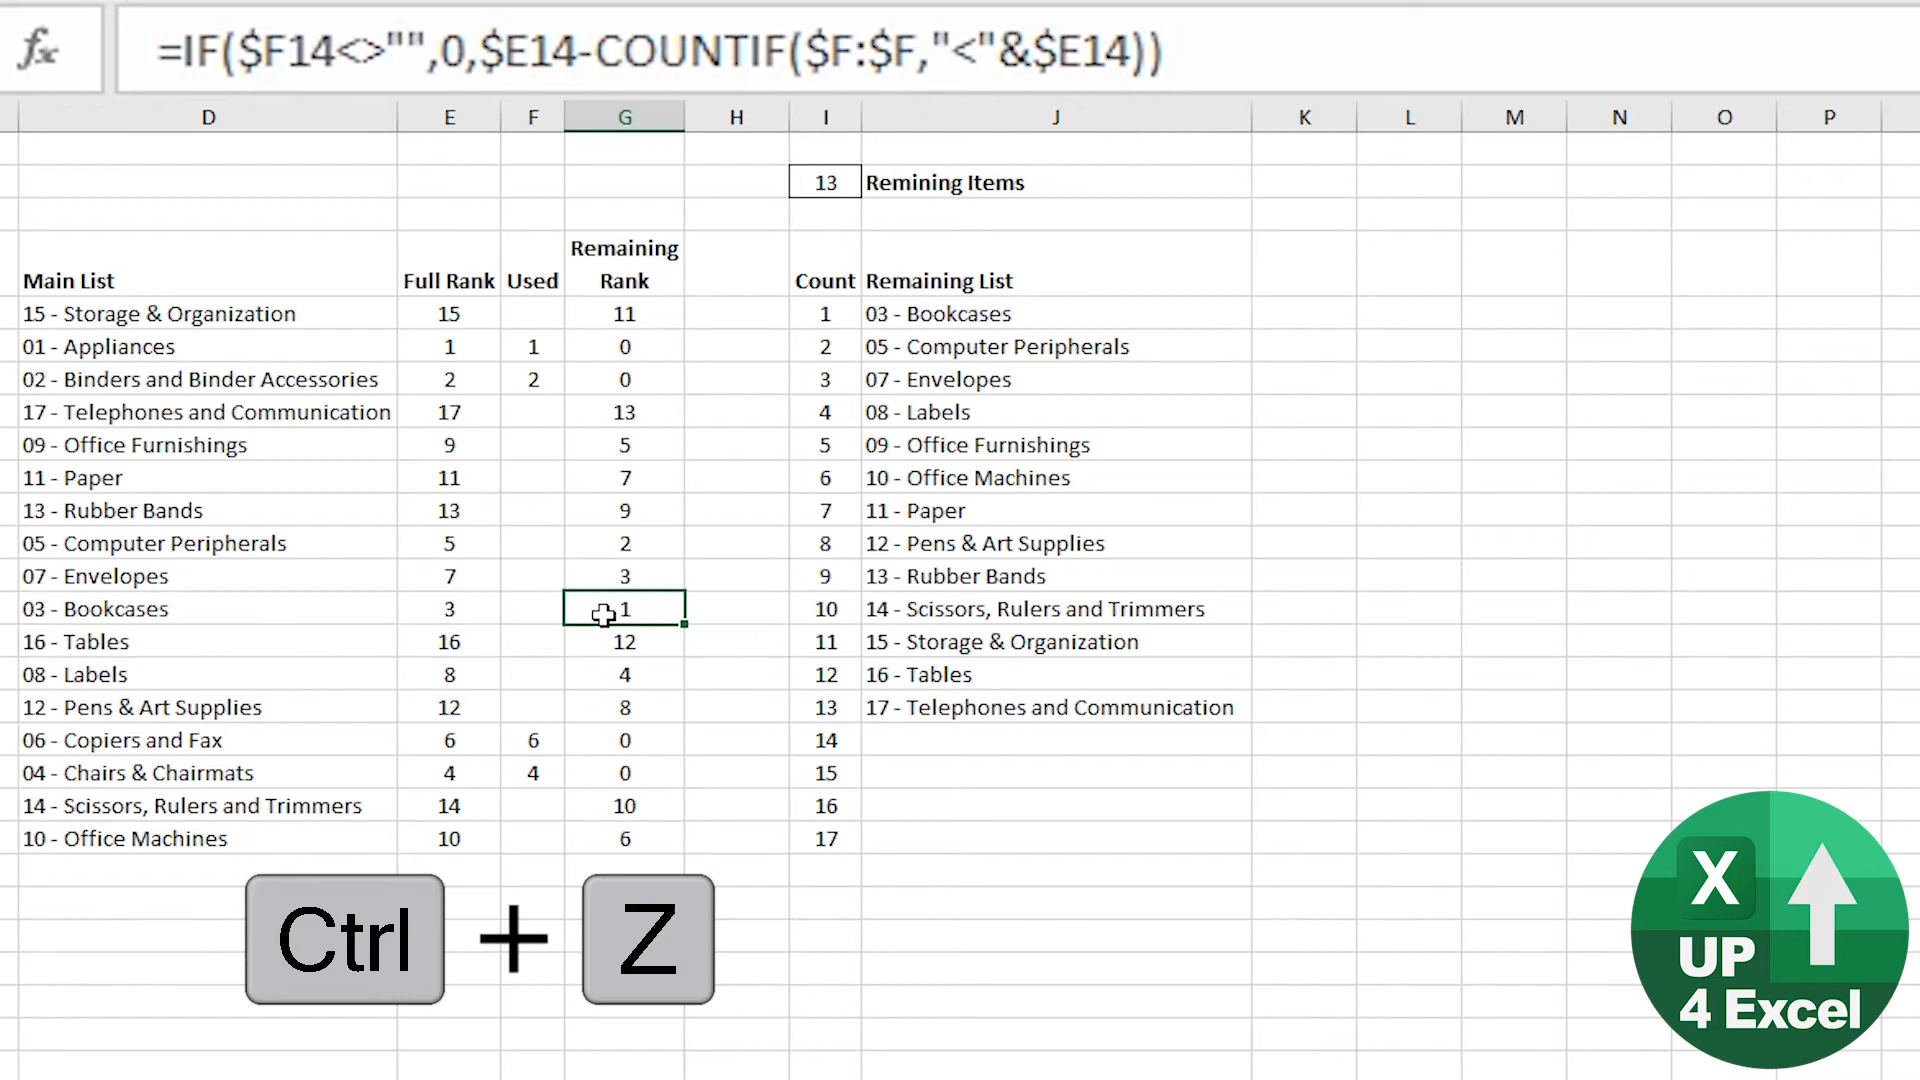 fx =IF($F14<>"",0,$E14-COUNTIF($F:$F,"<"&$E14))
D E F G H I J K L M N O P
13 Remining Items
Remaining
Main List Full Rank Used Rank Count Remaining List
15 - Storage & Organization 15 11 1 03 - Bookcases
01 - Appliances 1 1 0 2 05 - Computer Peripherals
02 - Binders and Binder Accessories 2 2 0 3 07 - Envelopes
17 - Telephones and Communication 17 13 4 08 - Labels
09 - Office Furnishings 9 5 5 09 - Office Furnishings
11 - Paper 11 7 6 10 - Office Machines
13 - Rubber Bands 13 9 7 11 - Paper
05 - Computer Peripherals 5 2 8 12 - Pens & Art Supplies
07 - Envelopes 7 3 9 13 - Rubber Bands
03 - Bookcases 3 1 10 14 - Scissors, Rulers and Trimmers
16 - Tables 16 12 11 15 - Storage & Organization
08 - Labels 8 4 12 16 - Tables
12 - Pens & Art Supplies 12 8 13 17 - Telephones and Communication
06 - Copiers and Fax 6 6 0 14
04 - Chairs & Chairmats 4 4 0 15
14 - Scissors, Rulers and Trimmers 14 10 16
10 - Office Machines 10 6 17
Ctrl + Z
X
UP
4 Excel